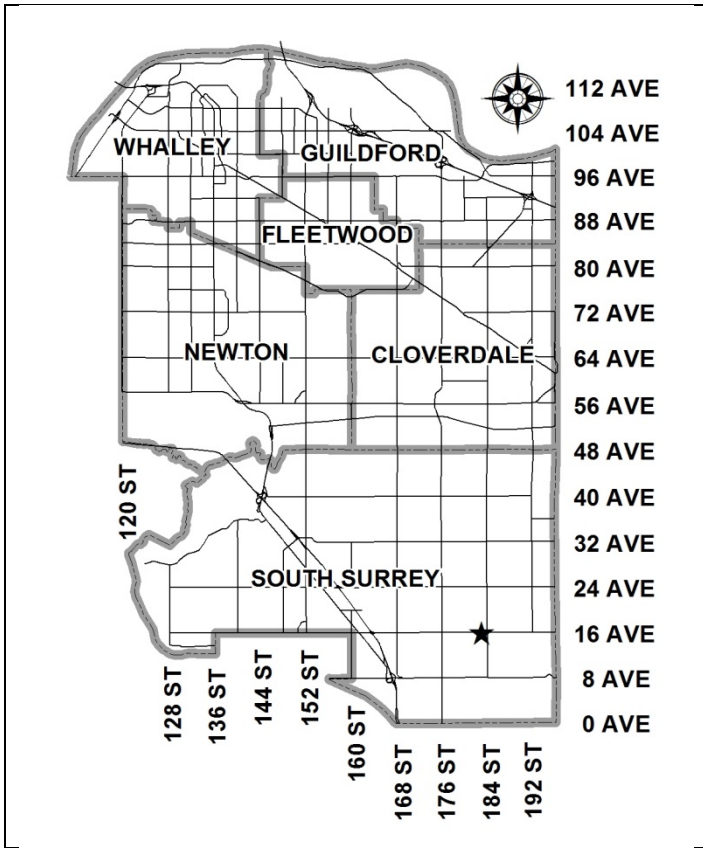 112 AVE
104 AVE
WHALLEY
GUILDFORD
96 AVE
88 AVE
FLEETWOOD
80 AVE
72 AVE
NEWTON
CLOVERDALE
64 AVE
56 AVE
48 AVE
120 ST
40 AVE
32 AVE
SOUTH SURREY
24 AVE
16 AVE
8 AVE
0 AVE
128 ST
136 ST
144 ST
152 ST
160 ST
168 ST
176 ST
184 ST
192 ST